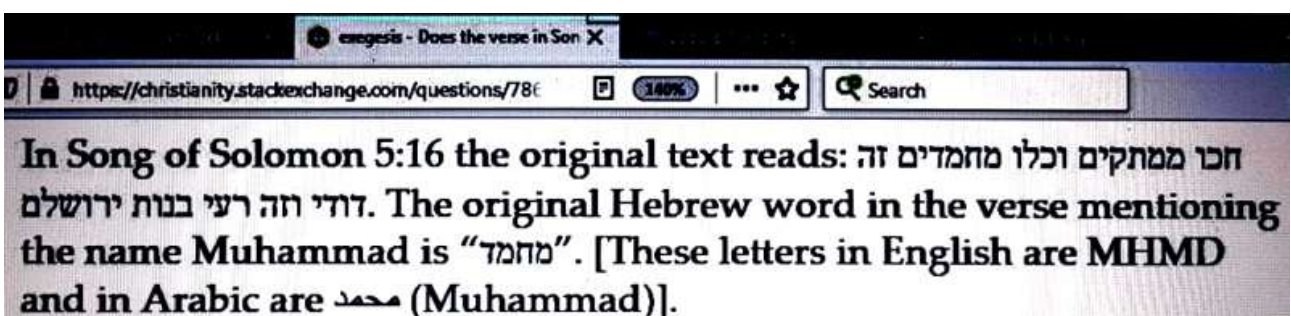 exegesis - Does the verse in Son X
https://christianity.stackexchange.com/questions/786 140% ••• Search
In Song of Solomon 5:16 the original text reads: חכו ממתקים וכלו מחמדים זה
דודי וזה רעי בנות ירושלם. The original Hebrew word in the verse mentioning
the name Muhammad is “מחמד”. [These letters in English are MHMD
and in Arabic are محمد (Muhammad)].